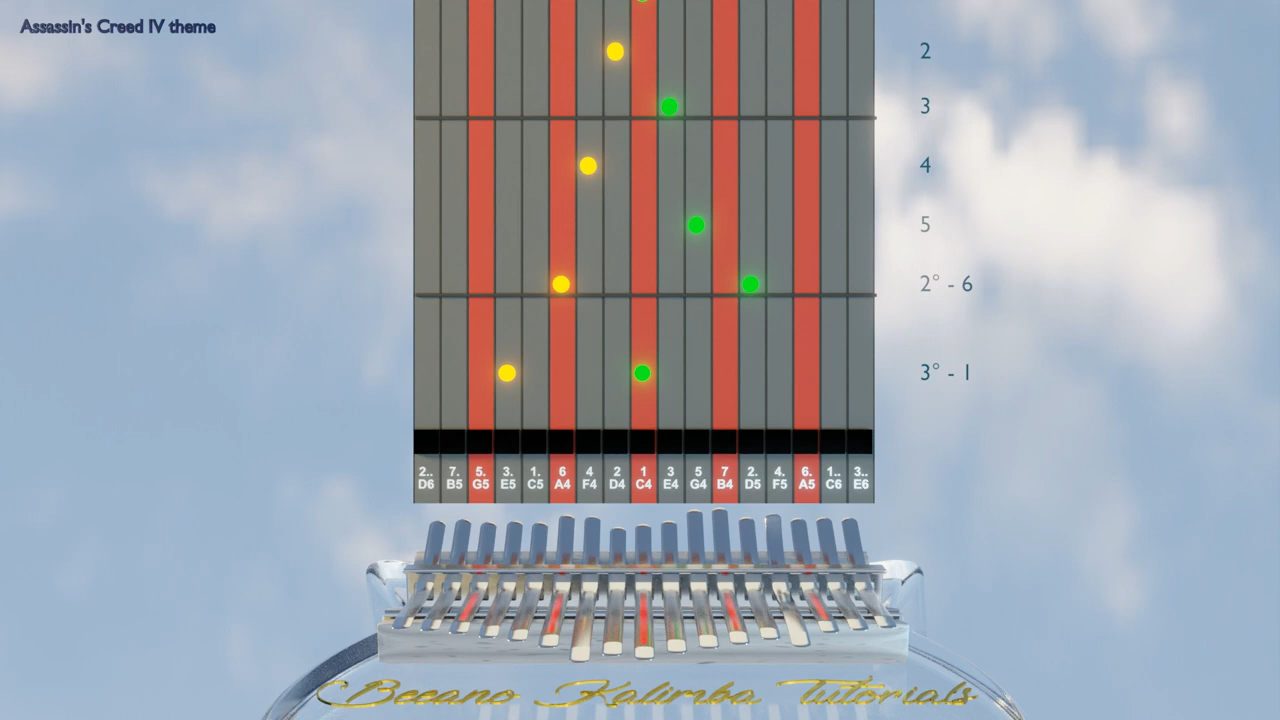 Assassin's Creed IV theme
2
3
4
5
2° - 6
3° - 1
2.. 7. 5. 3. 1. 6 4 2 1 3 5 7 2. 4. 6. 1.. 3..
D6 B5 G5 E5 C5 A4 F4 D4 C4 E4 G4 B4 D5 F5 A5 C6 E6
Beeano Kalimba Tutorials